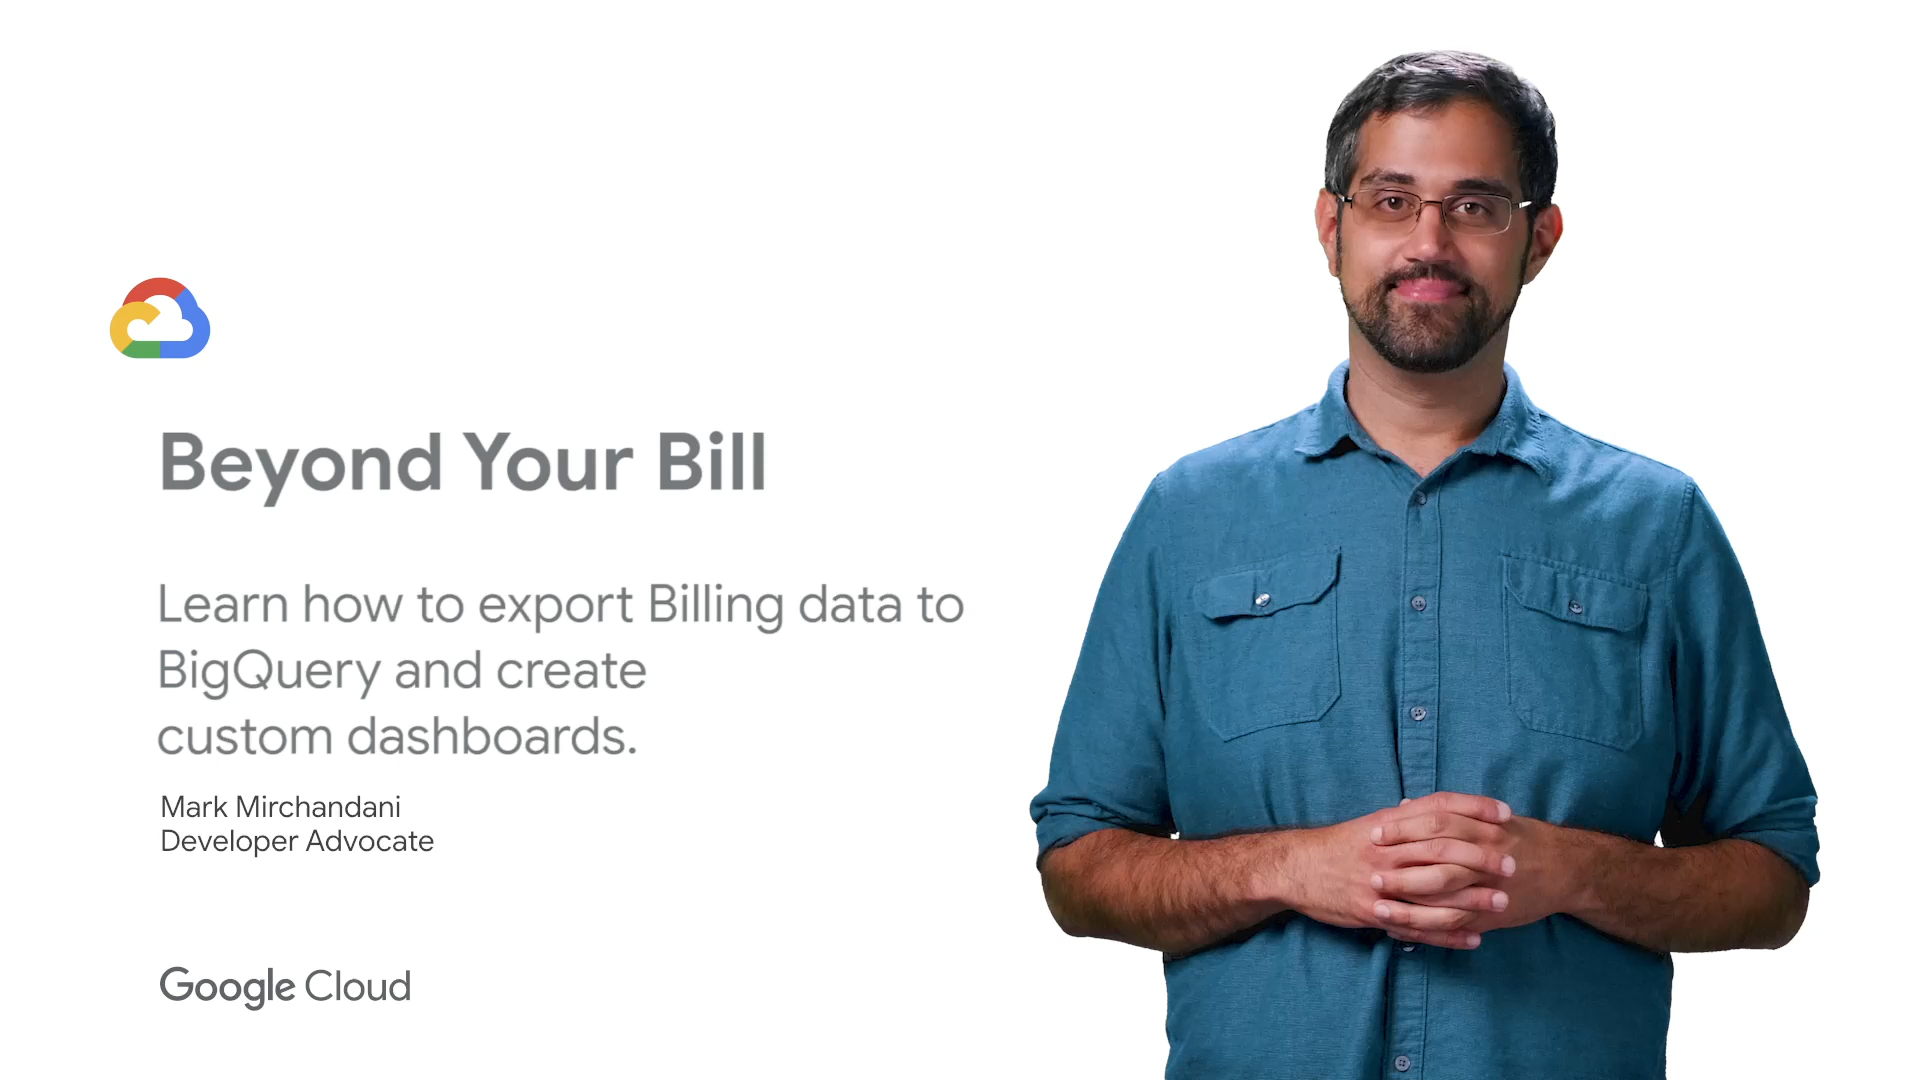 Beyond Your Bill
Learn how to export Billing data to
BigQuery and create
custom dashboards.
Mark Mirchandani
Developer Advocate
Google Cloud